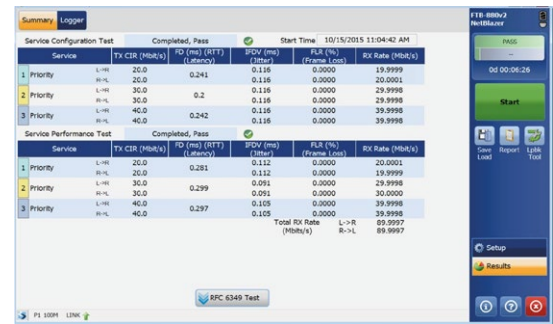 Summary Logger
Service Configuration Test Completed, Pass Start Time 10/15/2015 11:04:42 AM
Service TX CIR (Mbit/s) FD (ms) (RTT) (Latency) IFDV (ms) (Jitter) FLR (%) (Frame Loss) RX Rate (Mbit/s)
1 Priority L->R 20.0 0.241 0.116 0.0000 19.9999
R->L 20.0 0.116 0.0000 20.0001
2 Priority L->R 30.0 0.2 0.116 0.0000 29.9998
R->L 30.0 0.116 0.0000 29.9998
3 Priority L->R 40.0 0.242 0.116 0.0000 39.9998
R->L 40.0 0.116 0.0000 39.9998
Service Performance Test Completed, Pass
Service TX CIR (Mbit/s) FD (ms) (RTT) (Latency) IFDV (ms) (Jitter) FLR (%) (Frame Loss) RX Rate (Mbit/s)
1 Priority L->R 20.0 0.281 0.112 0.0000 20.0001
R->L 20.0 0.112 0.0000 19.9999
2 Priority L->R 30.0 0.299 0.091 0.0000 29.9998
R->L 30.0 0.091 0.0000 30.0000
3 Priority L->R 40.0 0.297 0.105 0.0000 39.9998
R->L 40.0 0.105 0.0000 39.9998
Total RX Rate L->R 89.9997
(Mbits/s) R->L 89.9997
RFC 6349 Test
P1 100M LINK
FTB-880v2
NetBlazer
PASS
--
0d 00:06:26
Start
Save Load
Report
Lpbk Tool
Setup
Results